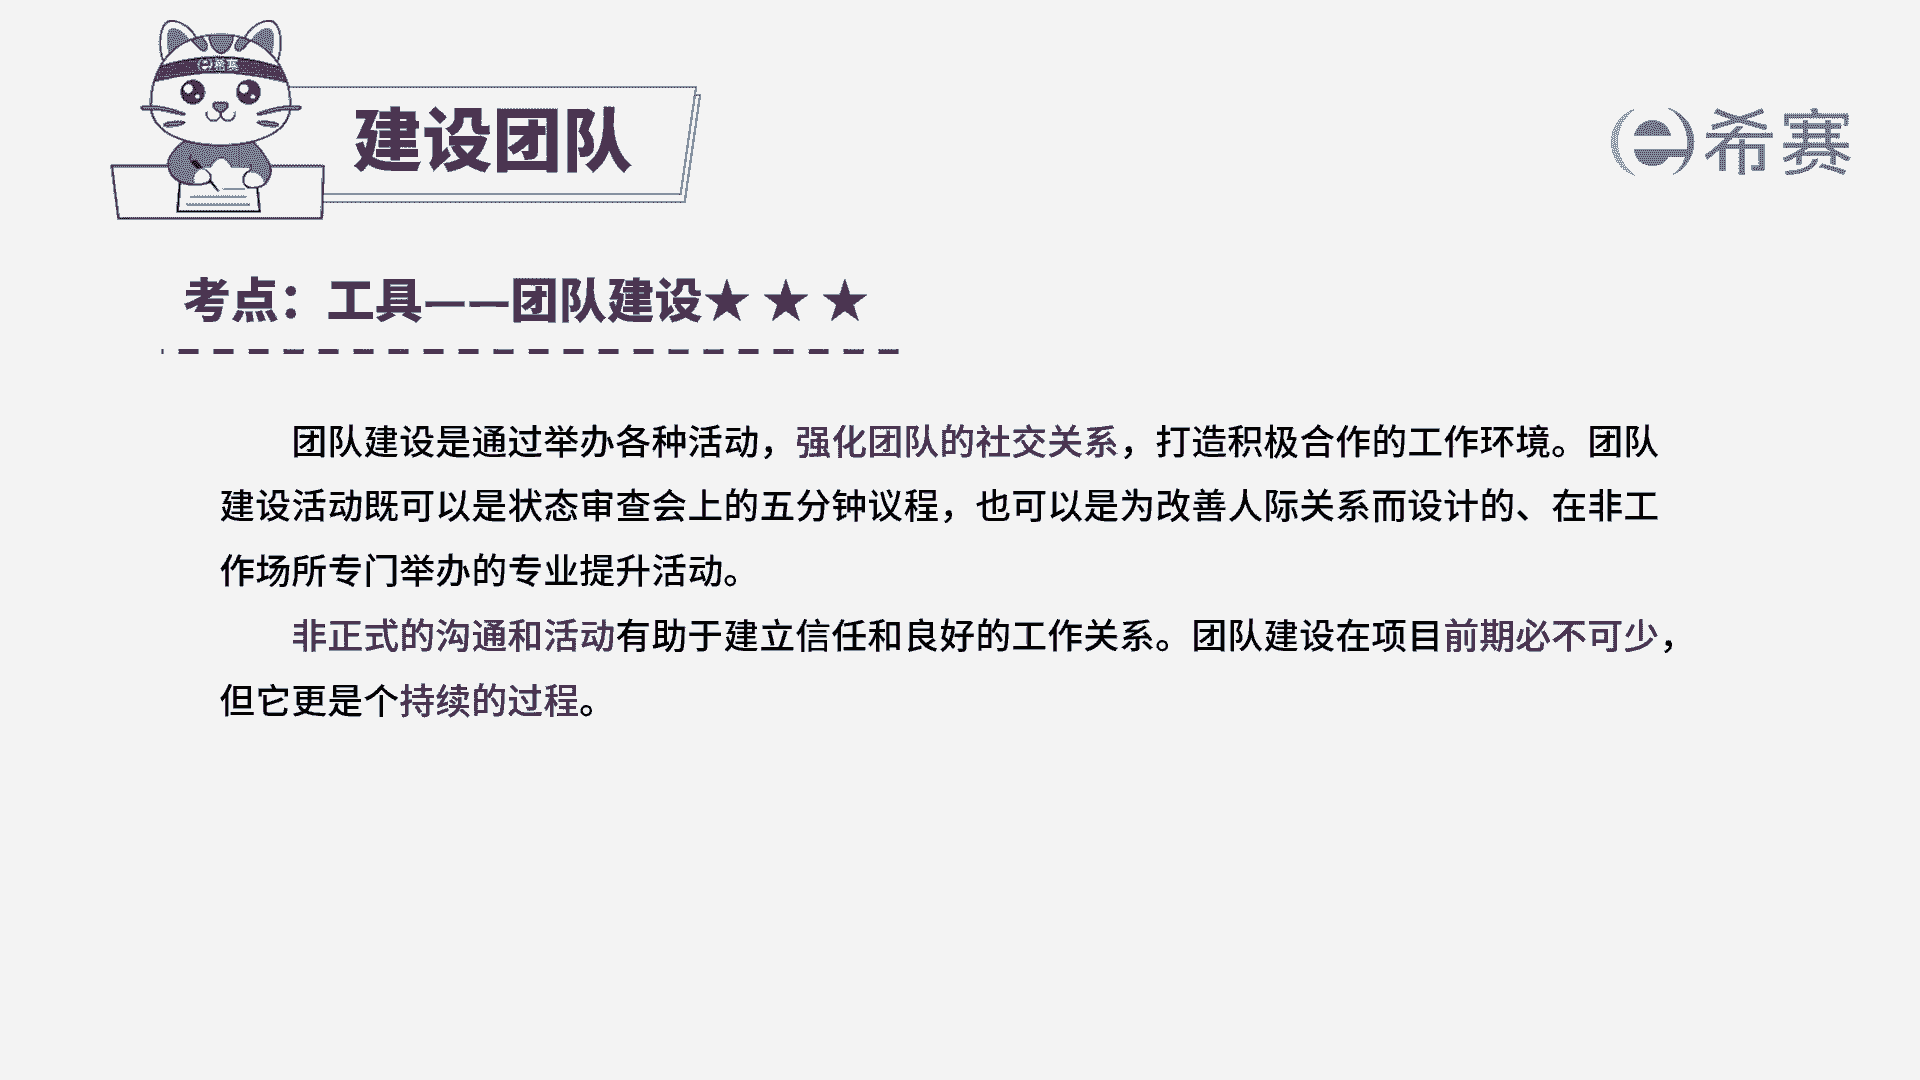 希赛
建设团队
希赛
考点：工具——团队建设★ ★ ★
团队建设是通过举办各种活动，强化团队的社交关系，打造积极合作的工作环境。团队
建设活动既可以是状态审查会上的五分钟议程，也可以是为改善人际关系而设计的、在非工
作场所专门举办的专业提升活动。
非正式的沟通和活动有助于建立信任和良好的工作关系。团队建设在项目前期必不可少，
但它更是个持续的过程。